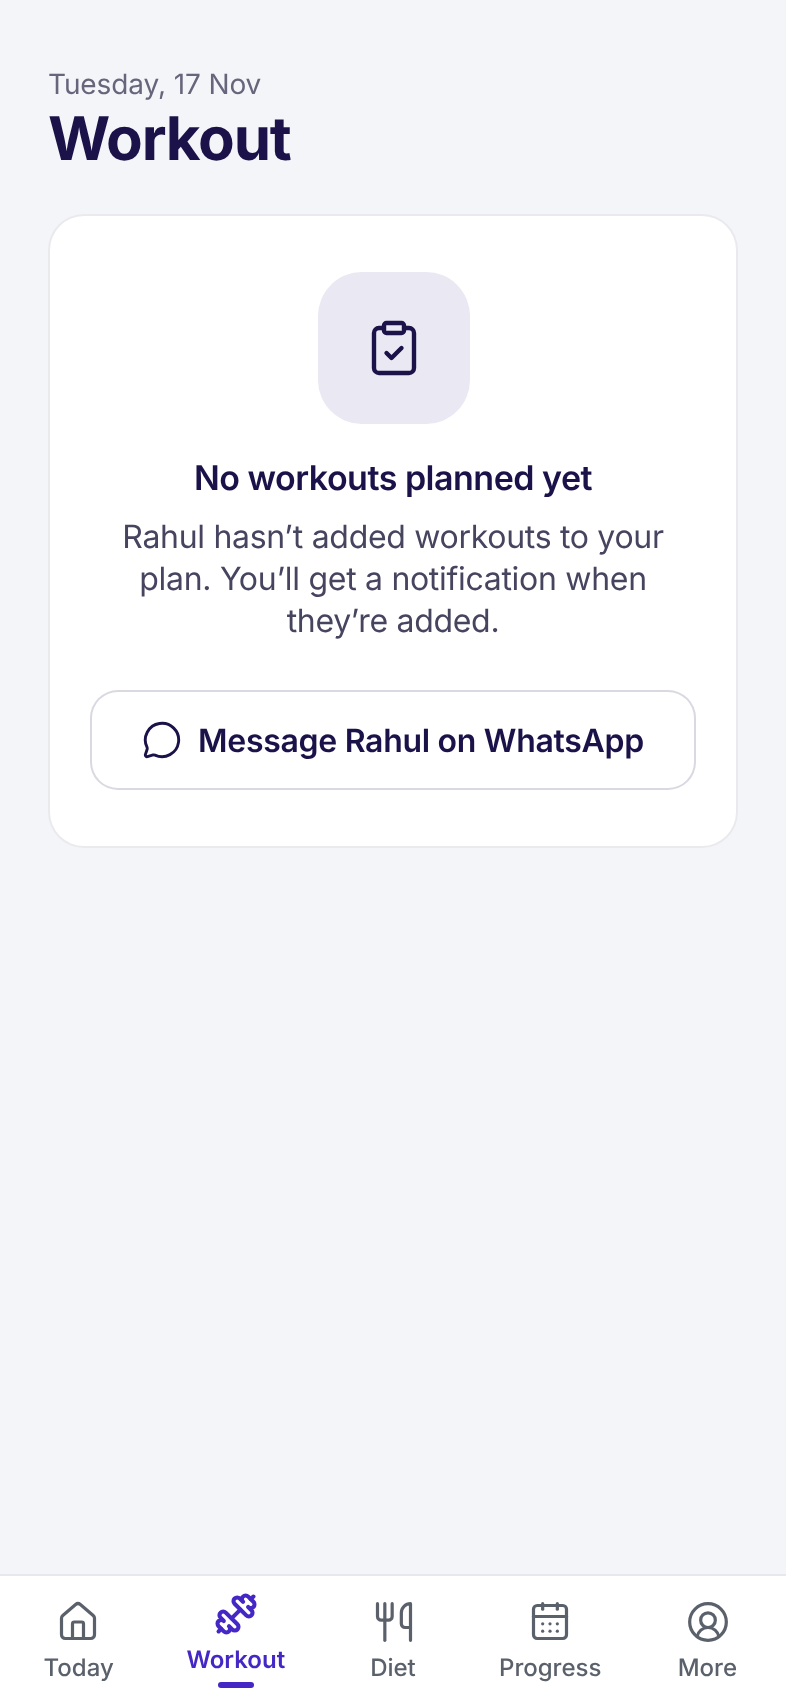 Tuesday, 17 Nov
Workout
No workouts planned yet
Rahul hasn’t added workouts to your
plan. You’ll get a notification when
they’re added.
Message Rahul on WhatsApp
Today
Workout
Diet
Progress
More